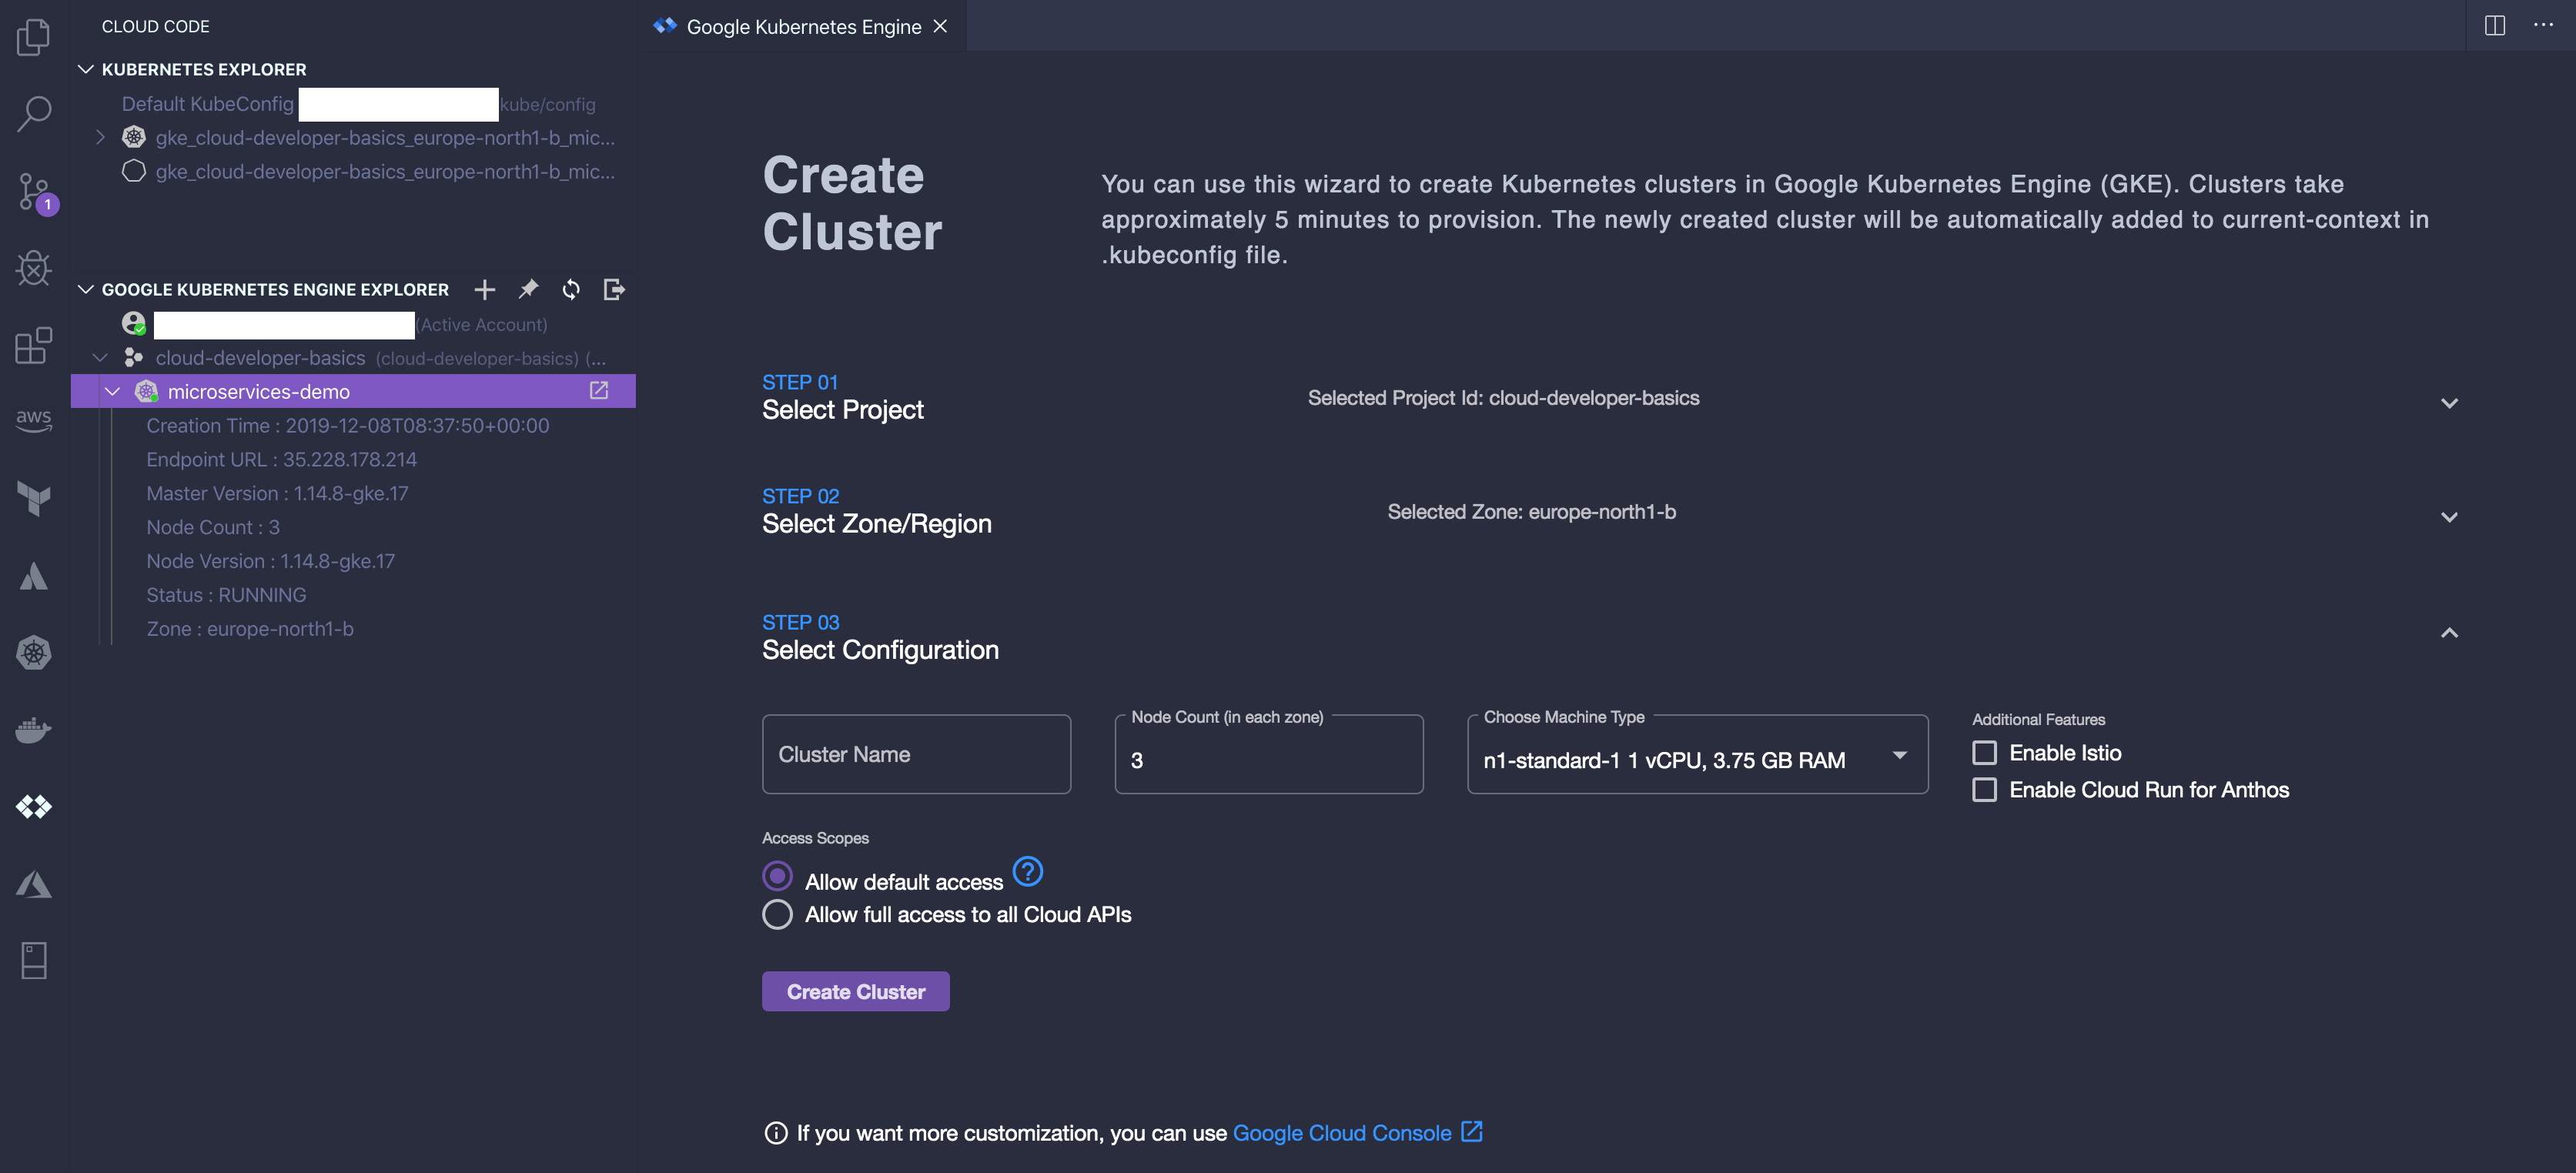 CLOUD CODE
KUBERNETES EXPLORER
Default KubeConfig kube/config
gke_cloud-developer-basics_europe-north1-b_mic...
gke_cloud-developer-basics_europe-north1-b_mic...
1
GOOGLE KUBERNETES ENGINE EXPLORER
(Active Account)
cloud-developer-basics (cloud-developer-basics) (...
microservices-demo
Creation Time : 2019-12-08T08:37:50+00:00
Endpoint URL : 35.228.178.214
Master Version : 1.14.8-gke.17
Node Count : 3
Node Version : 1.14.8-gke.17
Status : RUNNING
Zone : europe-north1-b
aws
Google Kubernetes Engine
Create
Cluster
You can use this wizard to create Kubernetes clusters in Google Kubernetes Engine (GKE). Clusters take
approximately 5 minutes to provision. The newly created cluster will be automatically added to current-context in
.kubeconfig file.
STEP 01
Select Project
Selected Project Id: cloud-developer-basics
STEP 02
Select Zone/Region
Selected Zone: europe-north1-b
STEP 03
Select Configuration
Cluster Name
Node Count (in each zone)
3
Choose Machine Type
n1-standard-1 1 vCPU, 3.75 GB RAM
Additional Features
Enable Istio
Enable Cloud Run for Anthos
Access Scopes
Allow default access
Allow full access to all Cloud APIs
Create Cluster
If you want more customization, you can use Google Cloud Console